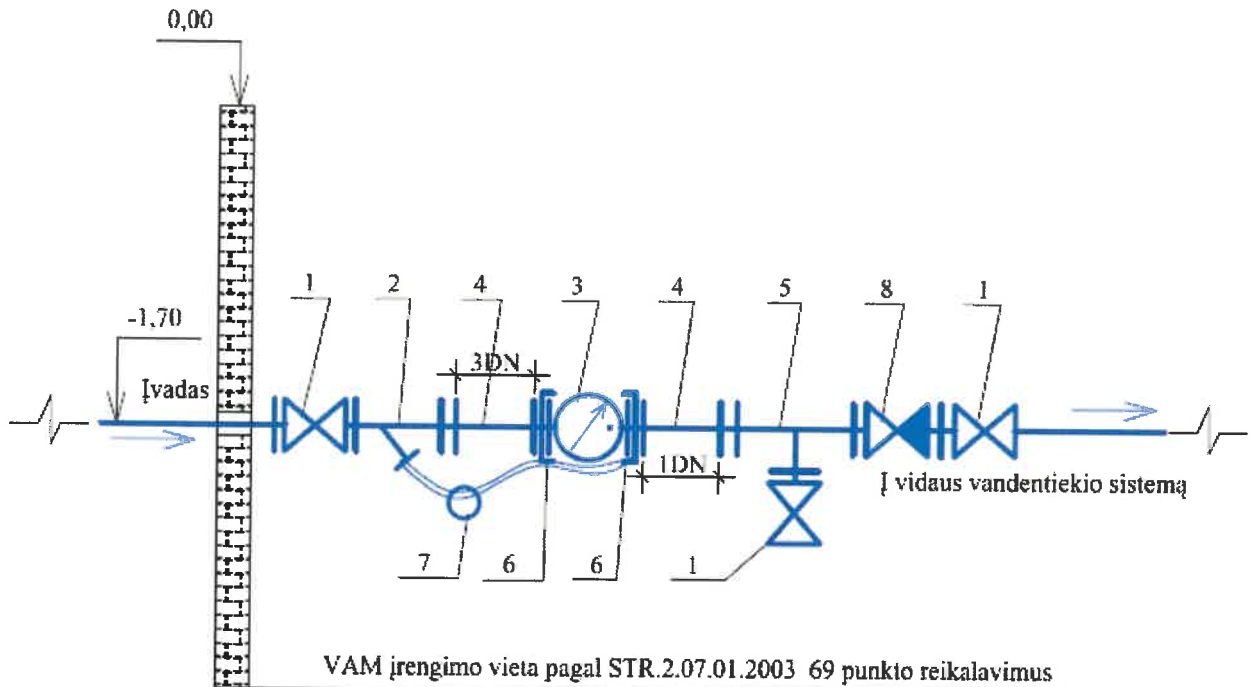 0,00
1 2 4 3 4 5 8 1
-1,70
3DN
Įvadas
1DN
Į vidaus vandentiekio sistemą
7 6 6 1
VAM įrengimo vieta pagal STR.2.07.01.2003 69 punkto reikalavimus